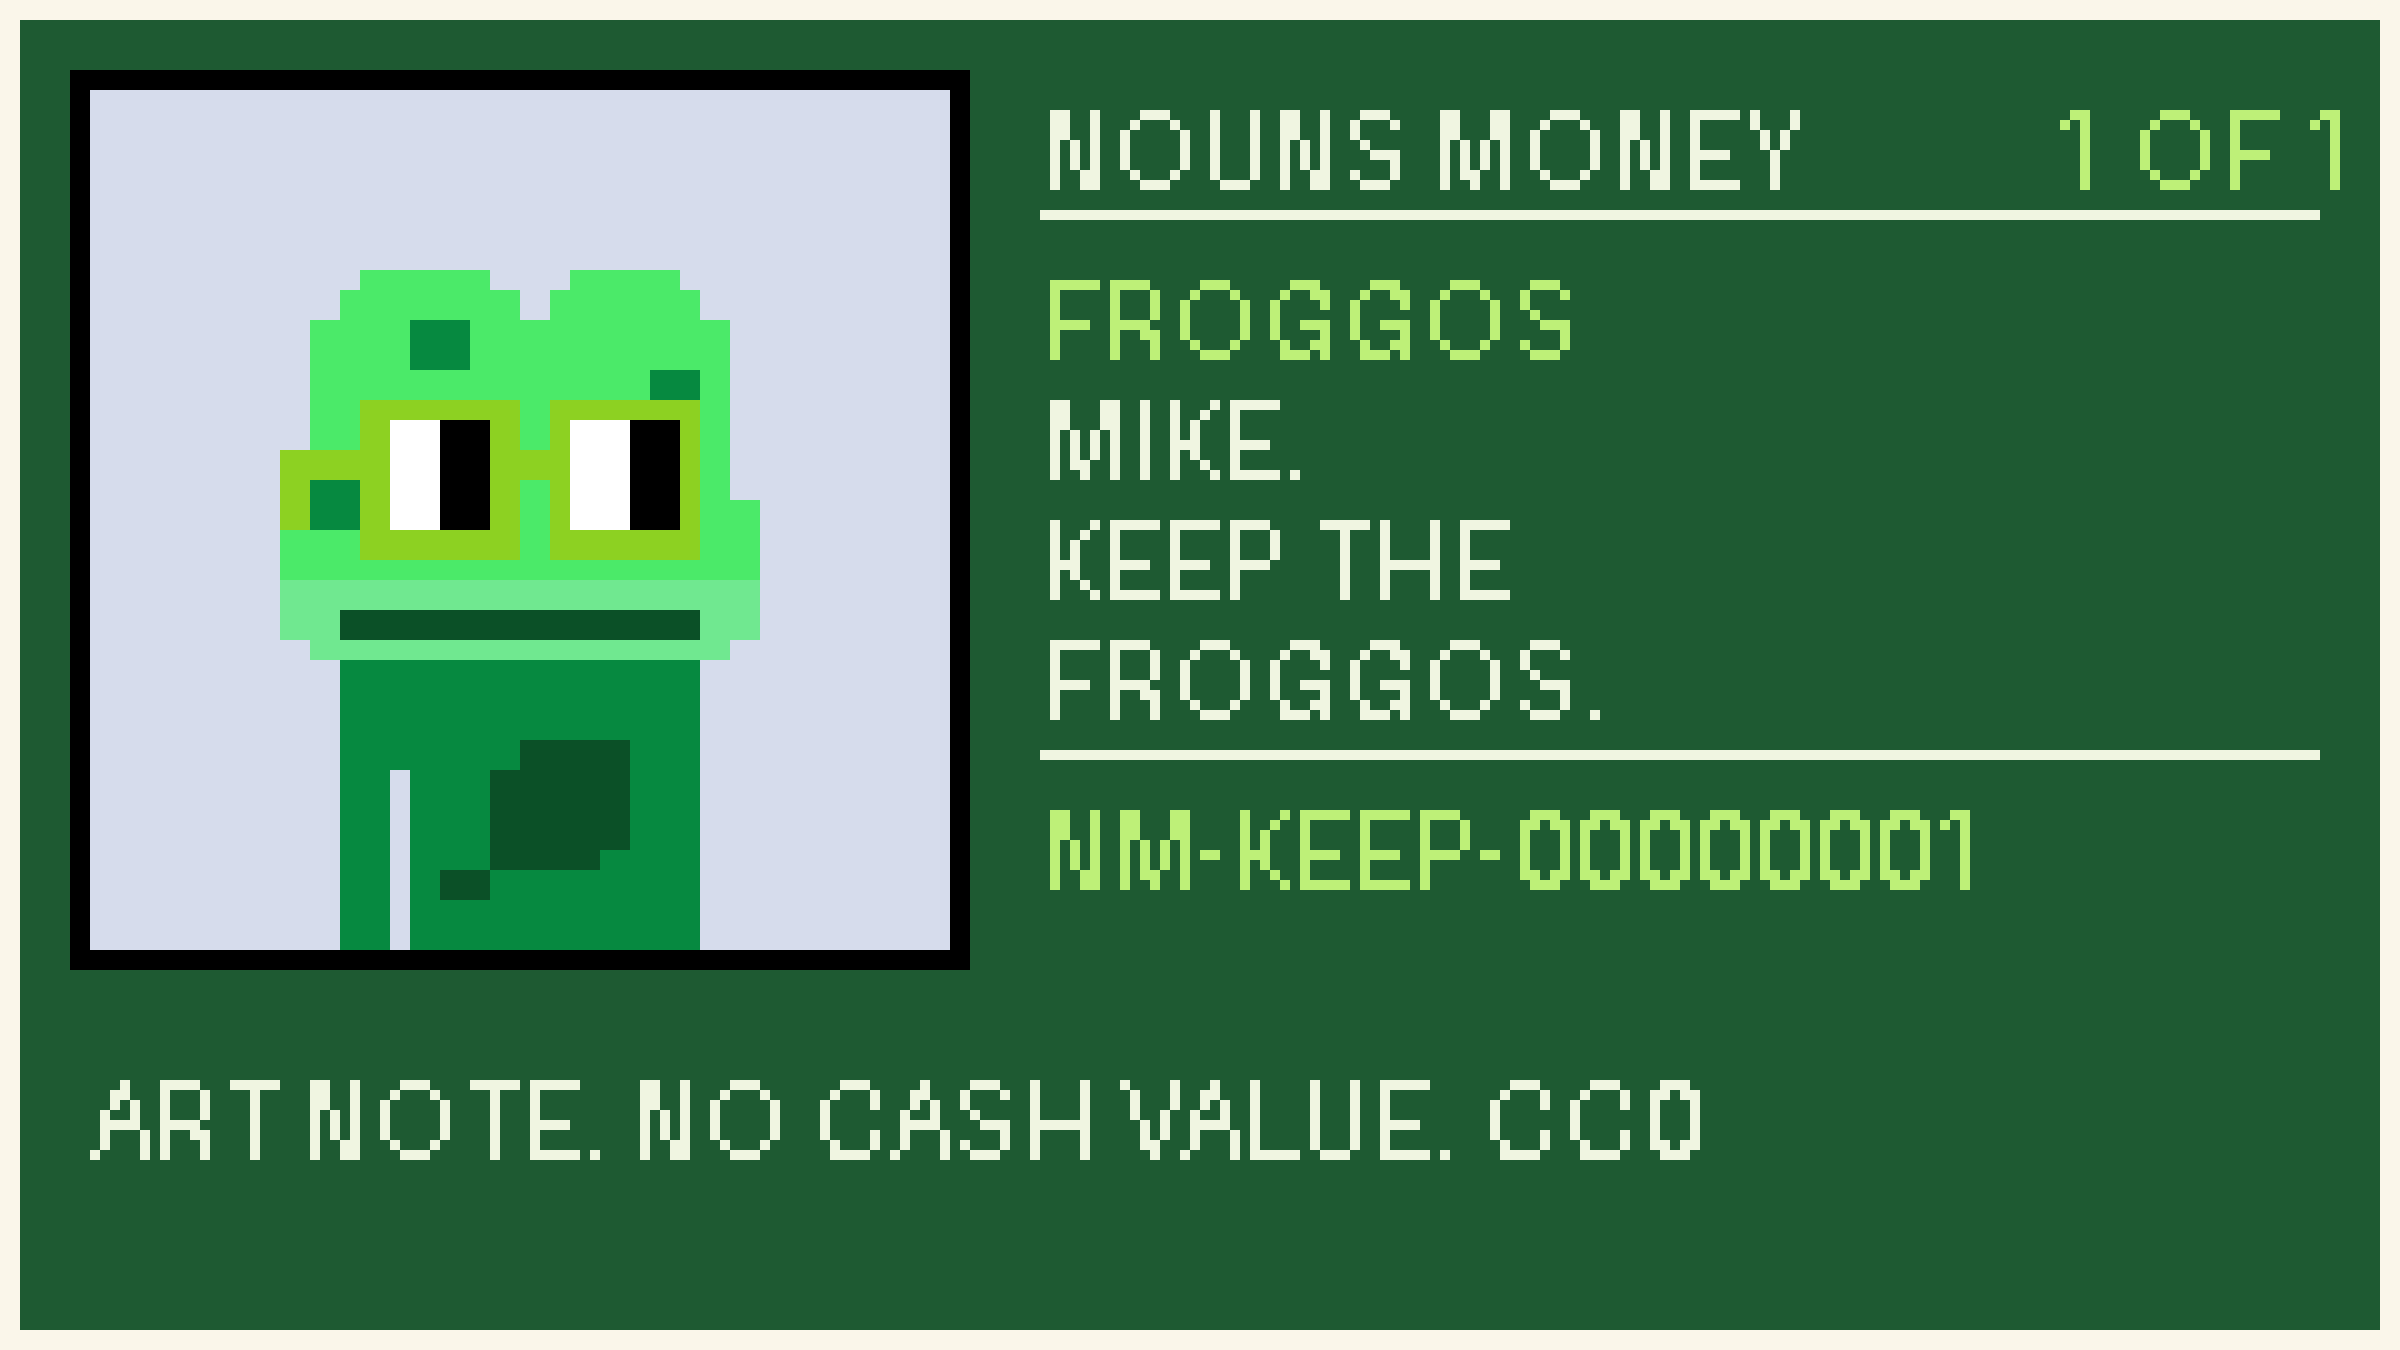 NOUNS MONEY 1 OF 1
FROGGOS
MIKE.
KEEP THE
FROGGOS.
NM-KEEP-00000001
ART NOTE. NO CASH VALUE. CC0